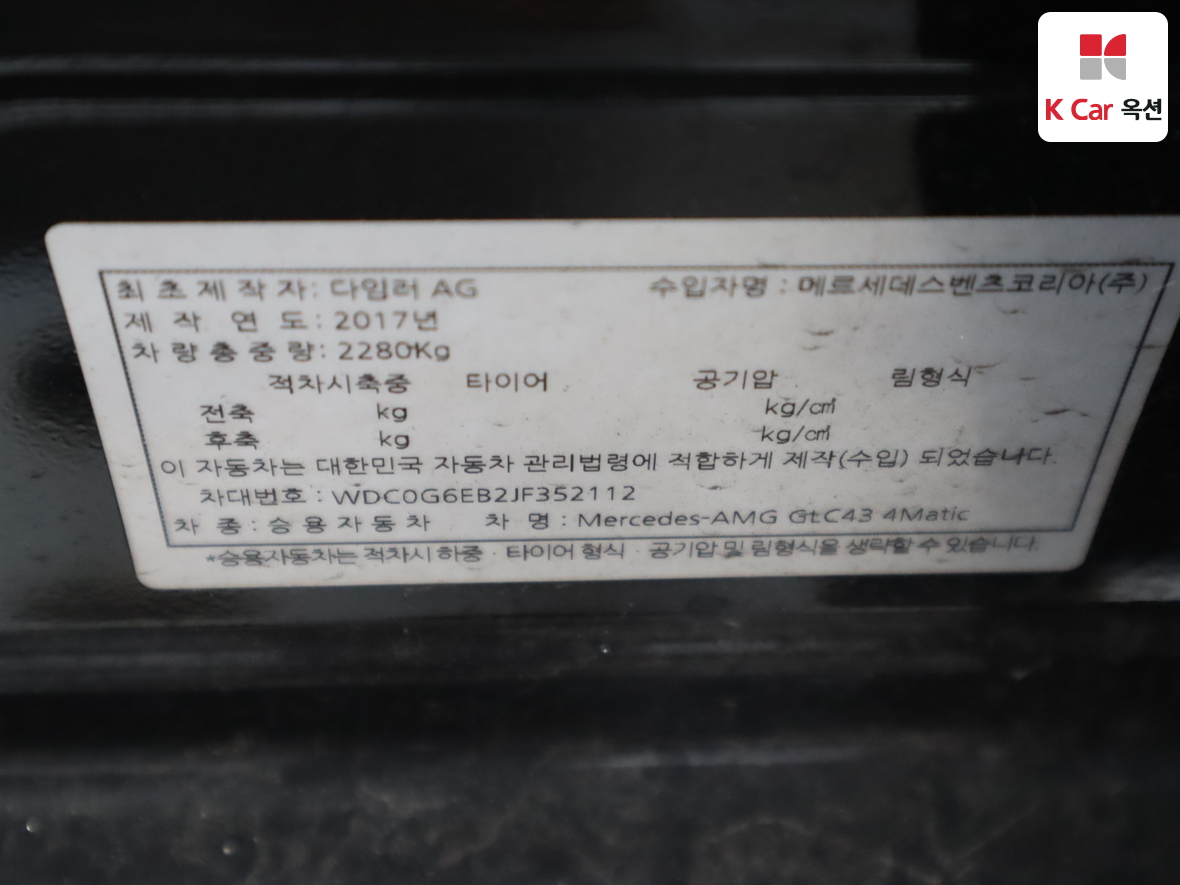 K Car 옥션
최초제작자: 다임러 AG 수입자명 : 메르세데스벤츠코리아(주)
제 작 연 도 : 2017년
차량총중량: 2280Kg
적차시축중 타이어 공기압 림형식
전축 kg kg/㎠
후축 kg kg/㎠
이 자동차는 대한민국 자동차 관리법령에 적합하게 제작(수입) 되었습니다.
차대번호 : WDC0G6EB2JF352112
차 종 : 승용자동차 차 명 : Mercedes-AMG GLC43 4Matic
*승용자동차는 적차시 하중 · 타이어 형식 · 공기압 및 림형식을 생략할 수 있습니다.